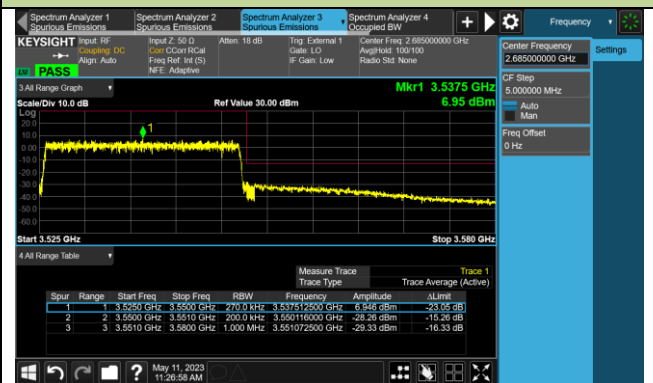 Spectrum Analyzer 1
Spurious Emissions
Spectrum Analyzer 2
Spurious Emissions
Spectrum Analyzer 3
Spurious Emissions
Spectrum Analyzer 4
Occupied BW
+
Frequency
KEYSIGHT
Input: RF
Coupling: DC
Align: Auto
Input Z: 50 Ω
Corr CCorr RCal
Freq Ref: Int (S)
NFE: Adaptive
Atten: 18 dB
Trig: External 1
Gate: LO
IF Gain: Low
Center Freq: 2.685000000 GHz
Avg|Hold: 100/100
Radio Std: None
PASS
Center Frequency
2.685000000 GHz
Settings
CF Step
5.000000 MHz
Auto
Man
Freq Offset
0 Hz
3 All Range Graph
Mkr1 3.5375 GHz
6.95 dBm
Scale/Div 10.0 dB
Ref Value 30.00 dBm
Log
20.0
10.0
0.00
-10.0
-20.0
-30.0
-40.0
-50.0
-60.0
1
Start 3.525 GHz
Stop 3.580 GHz
4 All Range Table
Measure Trace Trace 1
Trace Type Trace Average (Active)
Spur Range Start Freq Stop Freq RBW Frequency Amplitude ΔLimit
1 1 3.5250 GHz 3.5500 GHz 270.0 kHz 3.537512500 GHz 6.946 dBm -23.05 dB
2 2 3.5500 GHz 3.5510 GHz 200.0 kHz 3.550116000 GHz -28.26 dBm -15.26 dB
3 3 3.5510 GHz 3.5800 GHz 1.000 MHz 3.551072500 GHz -29.33 dBm -16.33 dB
?
May 11, 2023
11:26:58 AM